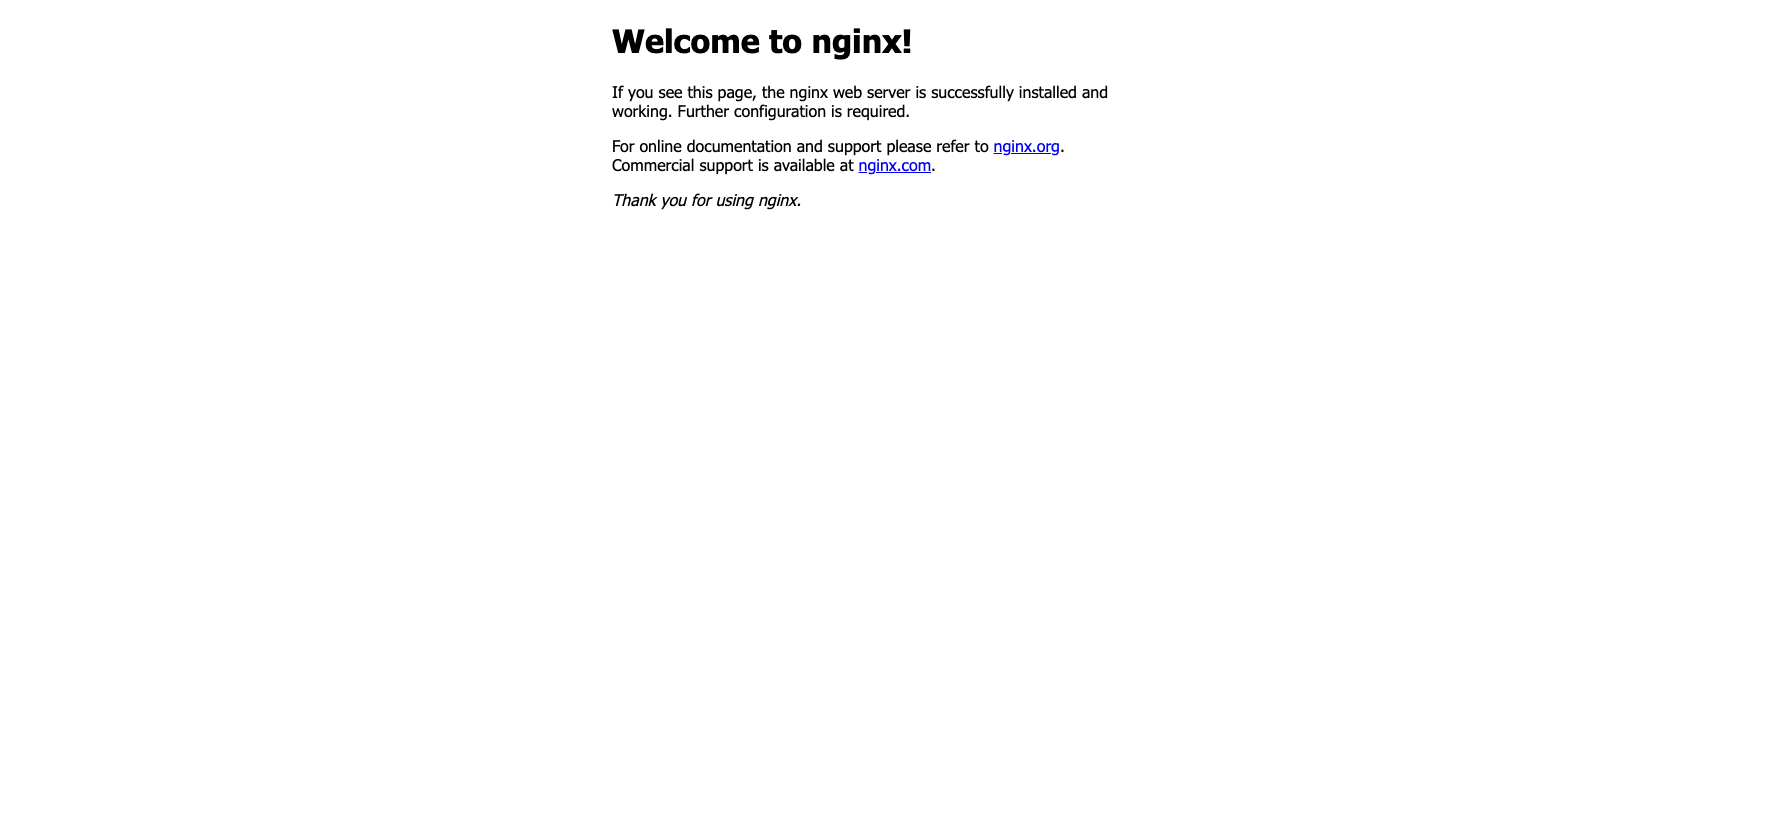 Welcome to nginx!
If you see this page, the nginx web server is successfully installed and
working. Further configuration is required.
For online documentation and support please refer to nginx.org.
Commercial support is available at nginx.com.
Thank you for using nginx.